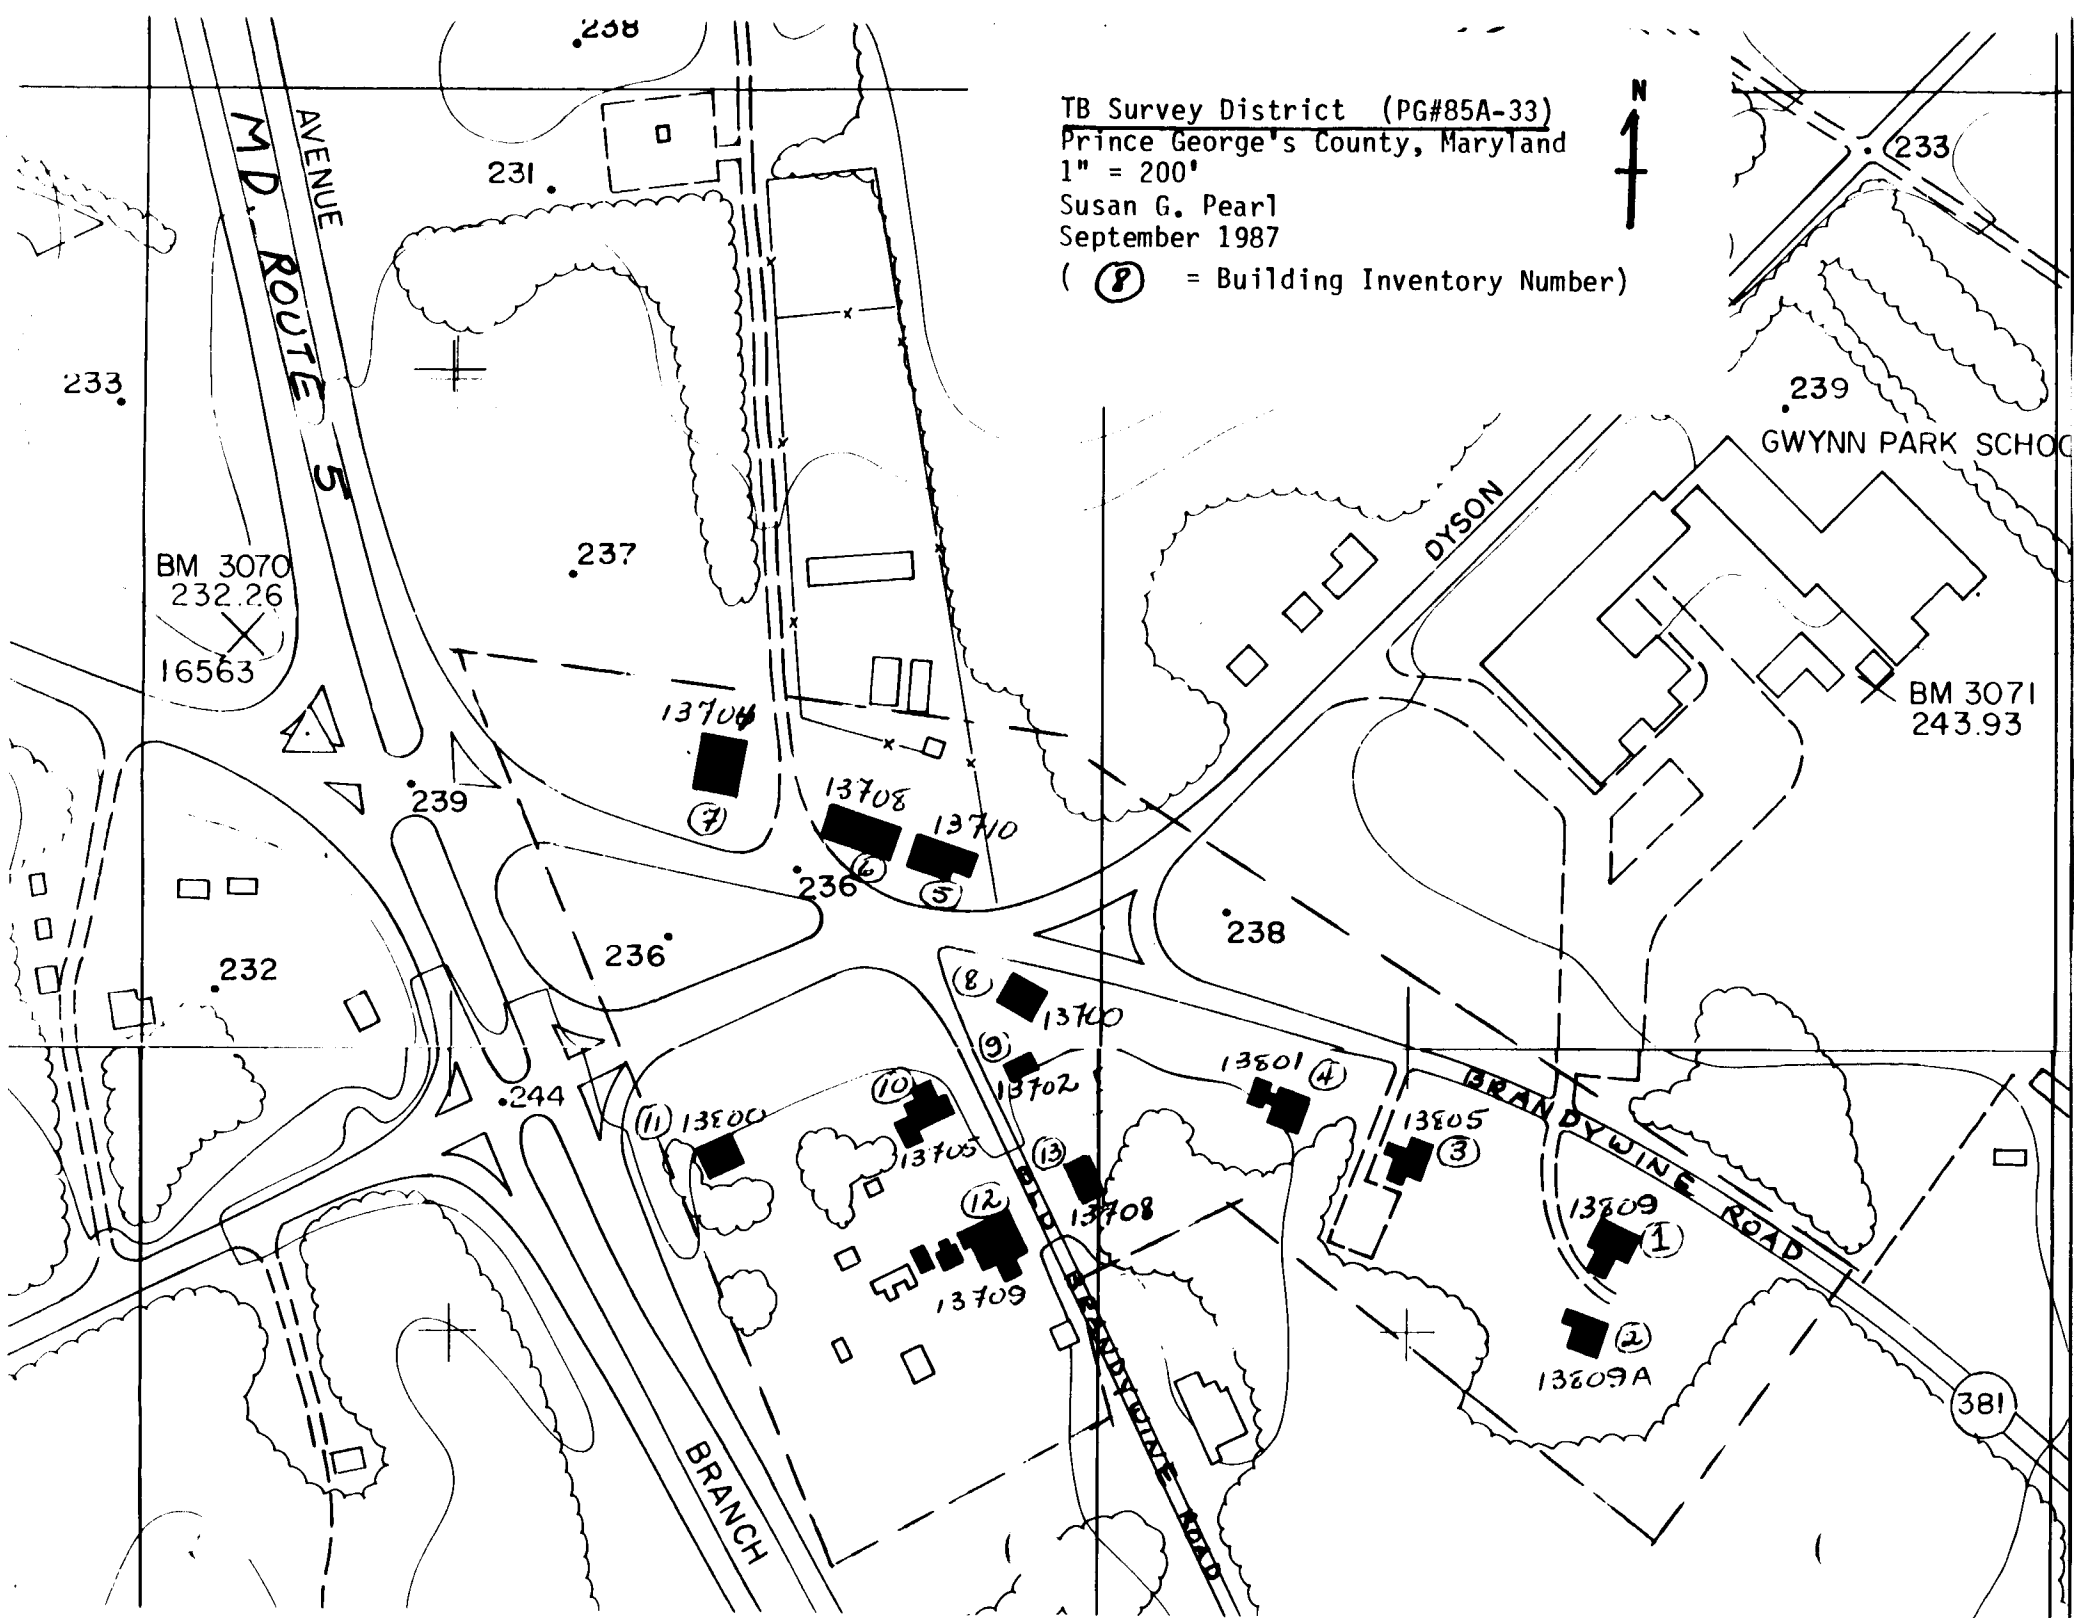 238
TB Survey District (PG#85A-33)
Prince George's County, Maryland
1" = 200'
Susan G. Pearl
September 1987
( 8 = Building Inventory Number)
N
233
AVENUE
MD. ROUTE 5
231
233
239
GWYNN PARK SCHOO
DYSON
237
BM 3070
232.26
16563
BM 3071
243.93
13704
7
239
13708
6
13710
5
236
236
238
232
8
13700
9
13702
244
10
13705
11
13800
13801
4
BRANDYWINE ROAD
13805
3
13
13708
12
13709
13809
1
2
13809A
OLD BRANDYWINE ROAD
381
BRANCH